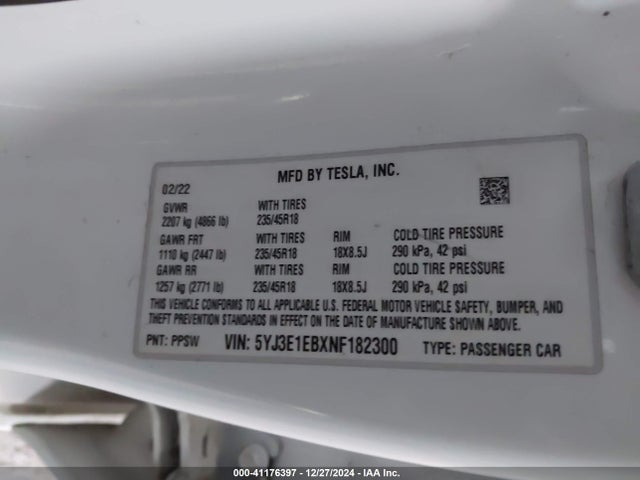 MFD BY TESLA, INC.
02/22
GVWR WITH TIRES
2207 kg (4866 lb) 235/45R18
GAWR FRT WITH TIRES RIM COLD TIRE PRESSURE
1110 kg (2447 lb) 235/45R18 18X8.5J 290 kPa, 42 psi
GAWR RR WITH TIRES RIM COLD TIRE PRESSURE
1257 kg (2771 lb) 235/45R18 18X8.5J 290 kPa, 42 psi
THIS VEHICLE CONFORMS TO ALL APPLICABLE U.S. FEDERAL MOTOR VEHICLE SAFETY, BUMPER, AND
THEFT PREVENTION STANDARDS IN EFFECT ON THE DATE OF MANUFACTURE SHOWN ABOVE.
PNT: PPSW VIN: 5YJ3E1EBXNF182300 TYPE: PASSENGER CAR
000-41176397 - 12/27/2024 - IAA Inc.